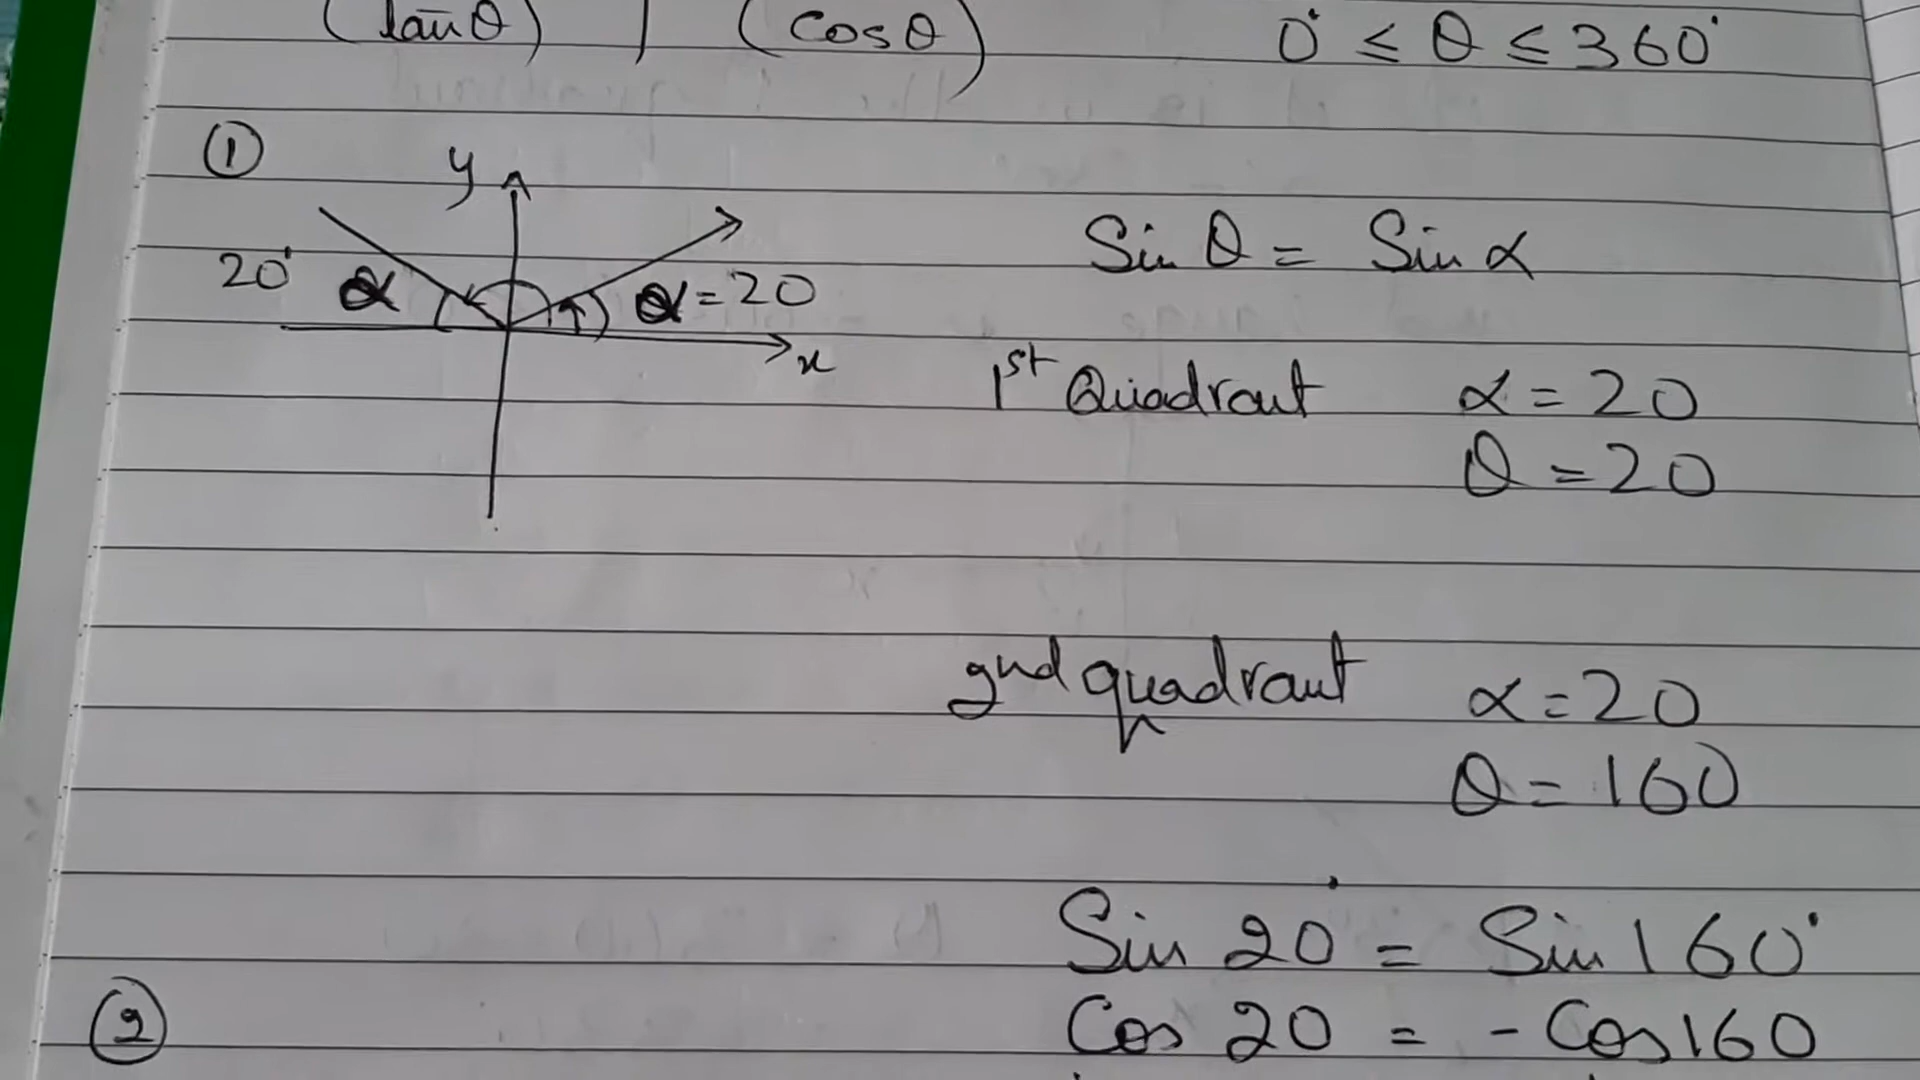 (tanθ) | (cosθ) 0° ≤ θ ≤ 360°
① y
Sin θ = Sin α
20° α α = 20
x
1st Quadrant α = 20
θ = 20
2nd quadrant α = 20
θ = 160
Sin 20° = Sin 160°
② Cos 20 = - Cos 160